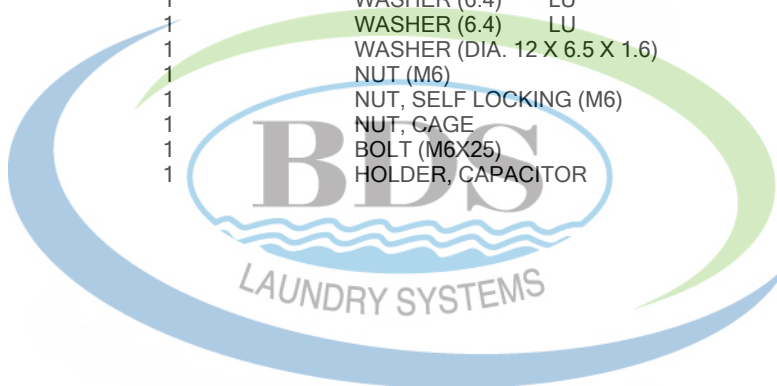 1 WASHER (6.4) LU
1 WASHER (6.4) LU
1 WASHER (DIA. 12 X 6.5 X 1.6)
1 NUT (M6)
1 NUT, SELF LOCKING (M6)
1 NUT, CAGE
1 BOLT (M6X25)
1 HOLDER, CAPACITOR
BDS
LAUNDRY SYSTEMS